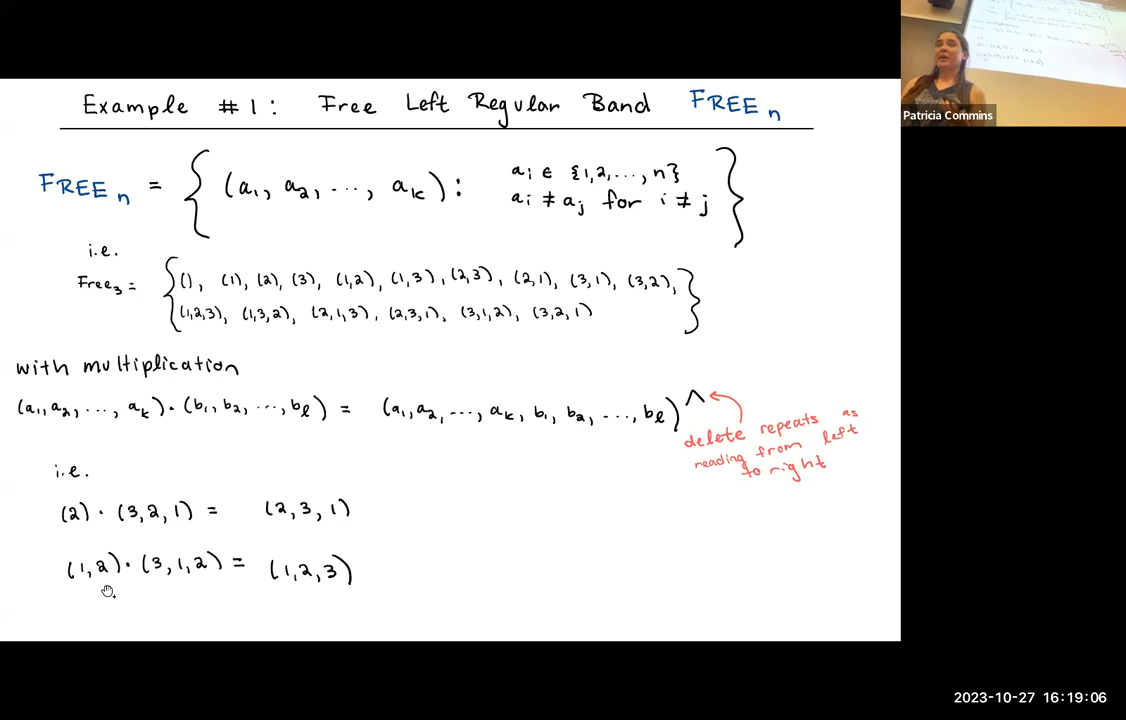 Example #1: Free Left Regular Band FREEₙ
FREEₙ = { (a₁, a₂, ..., aₖ) : aᵢ ∈ {1,2,...,n}
aᵢ ≠ aⱼ for i ≠ j }
i.e.
Free₃ = { (), (1), (2), (3), (1,2), (1,3), (2,3), (2,1), (3,1), (3,2),
(1,2,3), (1,3,2), (2,1,3), (2,3,1), (3,1,2), (3,2,1) }
with multiplication
(a₁, a₂, ..., aₖ) · (b₁, b₂, ..., bℓ) = (a₁, a₂, ..., aₖ, b₁, b₂, ..., bℓ)^
delete repeats as
reading from left
to right
i.e.
(2) · (3,2,1) = (2,3,1)
(1,2) · (3,1,2) = (1,2,3)
Patricia Commins
2023-10-27 16:19:06